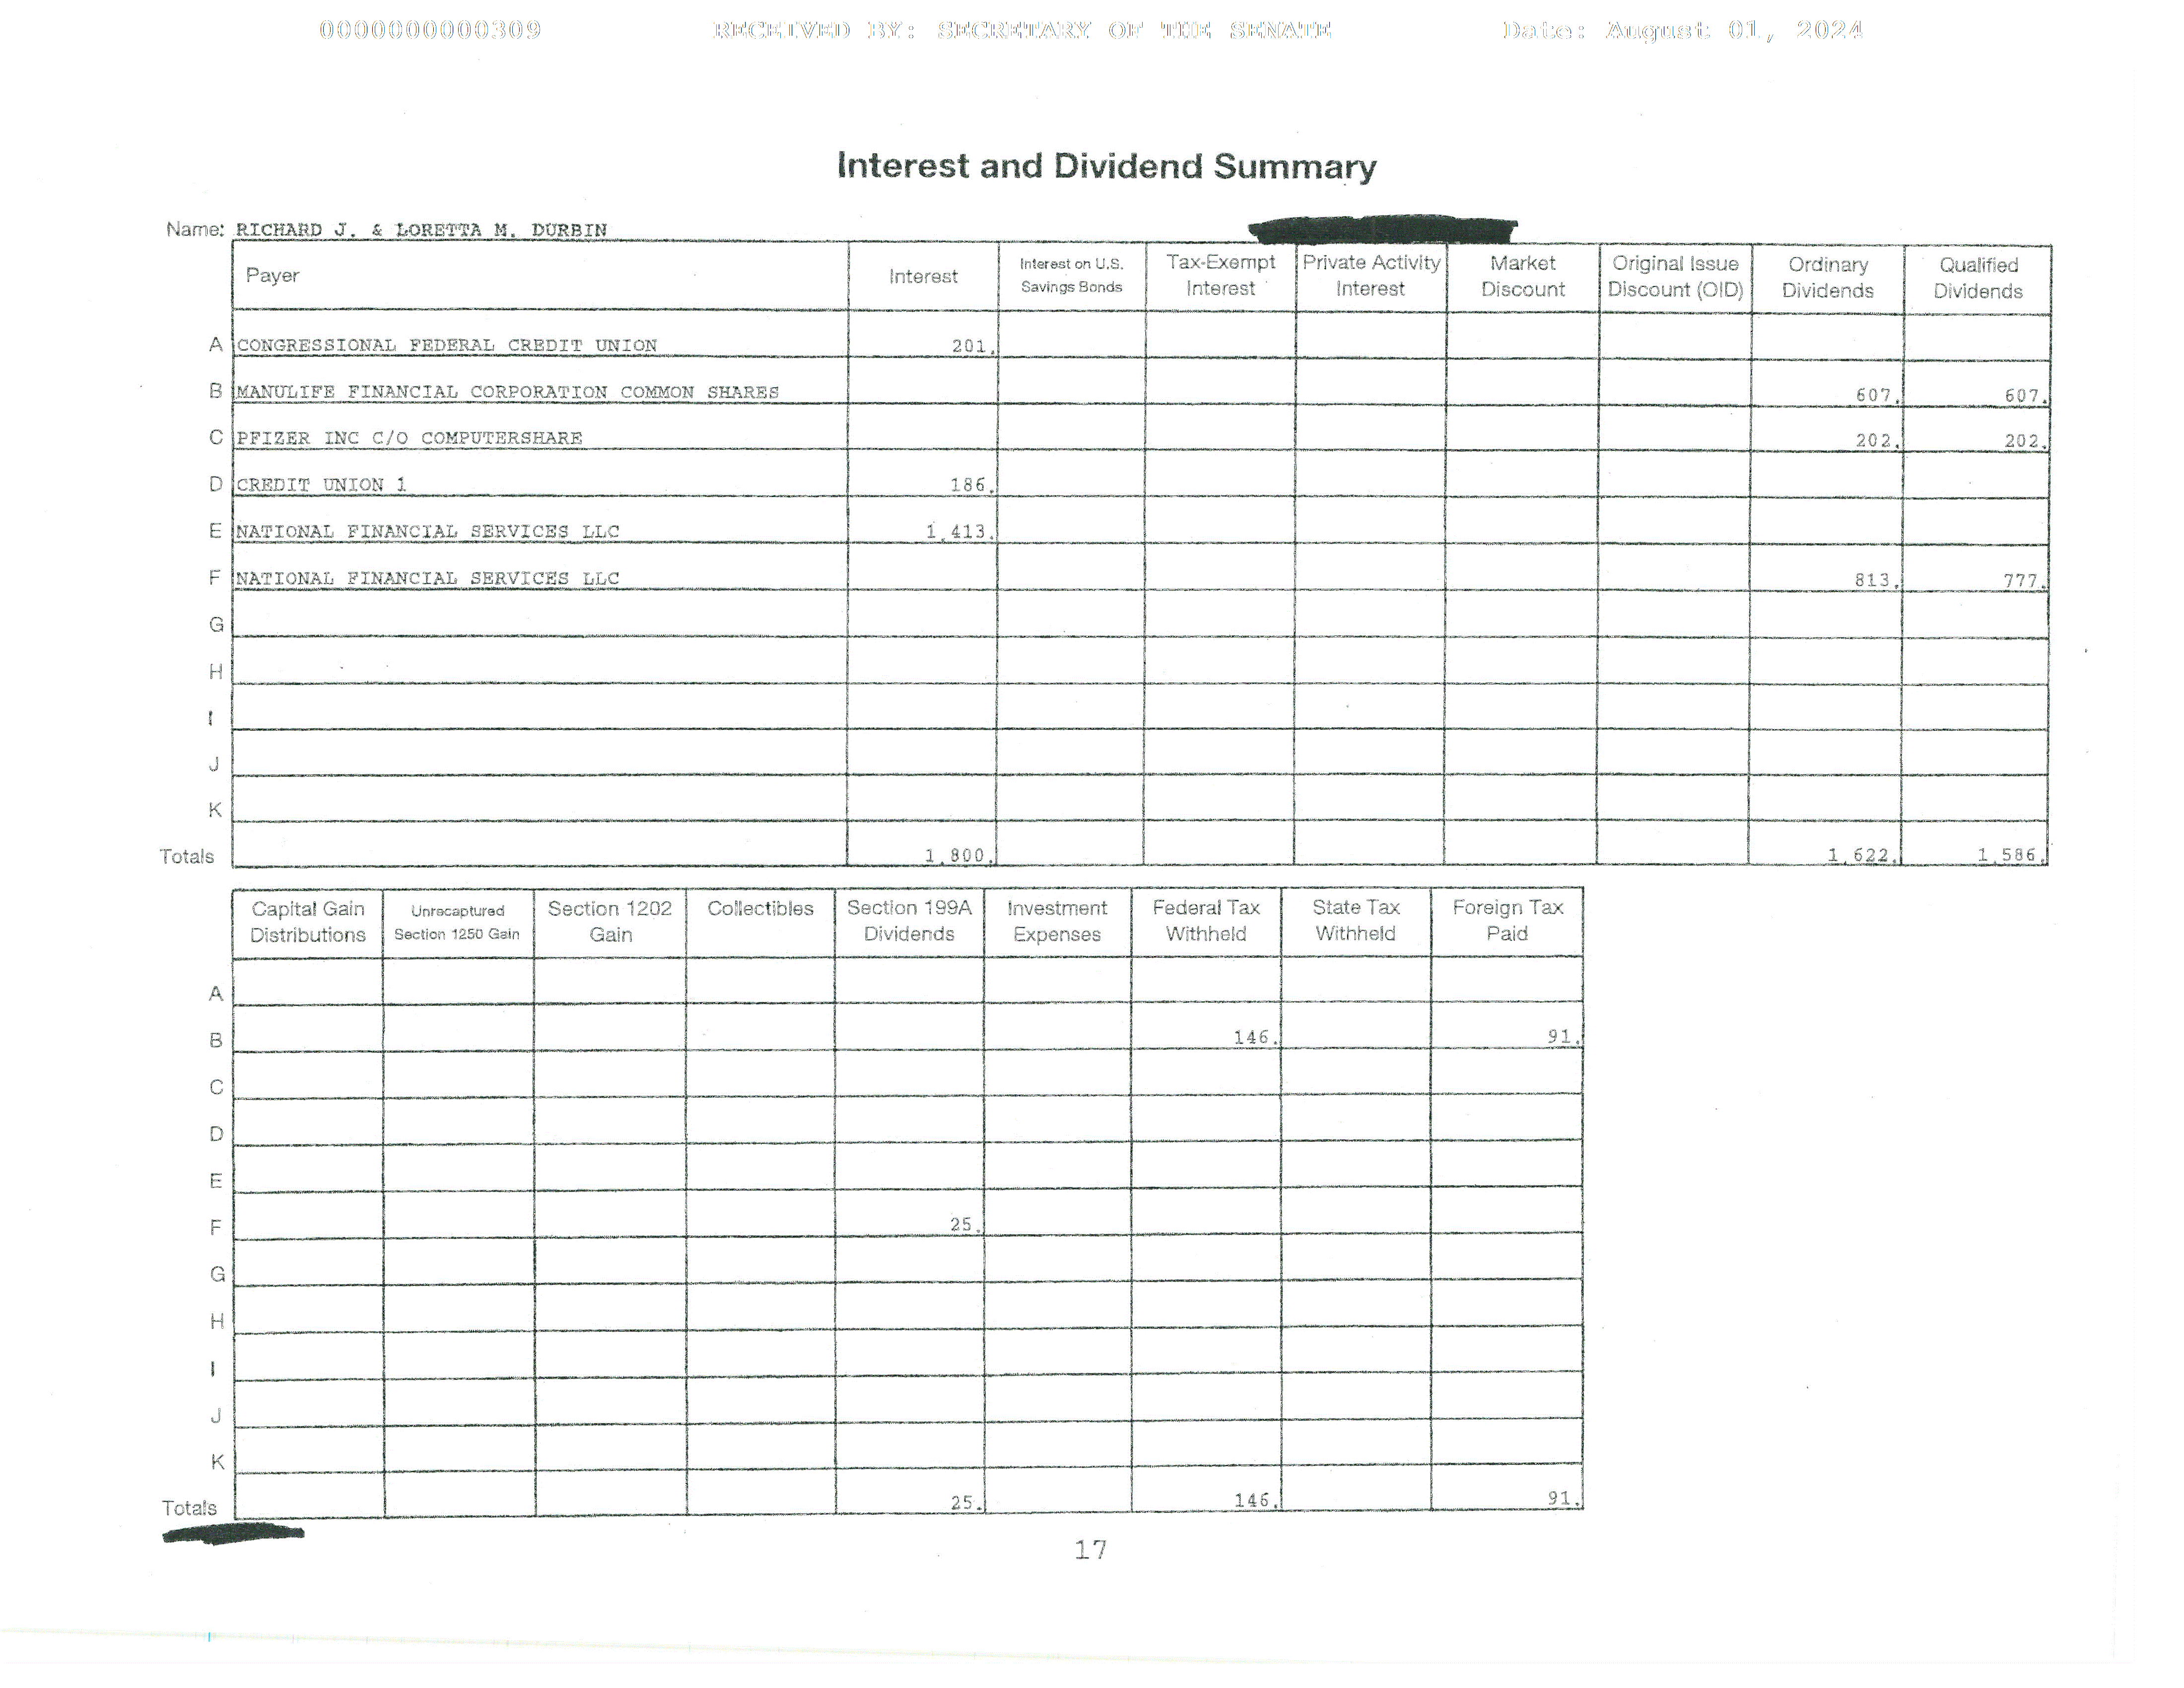 0000000000309 RECEIVED BY: SECRETARY OF THE SENATE Date: August 01, 2024
Interest and Dividend Summary
Name: RICHARD J. & LORETTA M. DURBIN
Payer Interest Interest on U.S. Savings Bonds Tax-Exempt Interest Private Activity Interest Market Discount Original Issue Discount (OID) Ordinary Dividends Qualified Dividends
A CONGRESSIONAL FEDERAL CREDIT UNION 201.
B MANULIFE FINANCIAL CORPORATION COMMON SHARES 607. 607.
C PFIZER INC C/O COMPUTERSHARE 202. 202.
D CREDIT UNION 1 186.
E NATIONAL FINANCIAL SERVICES LLC 1,413.
F NATIONAL FINANCIAL SERVICES LLC 813. 777.
G
H
I
J
K
Totals 1,800. 1,622. 1,586.
Capital Gain Distributions Unrecaptured Section 1250 Gain Section 1202 Gain Collectibles Section 199A Dividends Investment Expenses Federal Tax Withheld State Tax Withheld Foreign Tax Paid
A
B 146. 91.
C
D
E
F 25.
G
H
I
J
K
Totals 25. 146. 91.
17